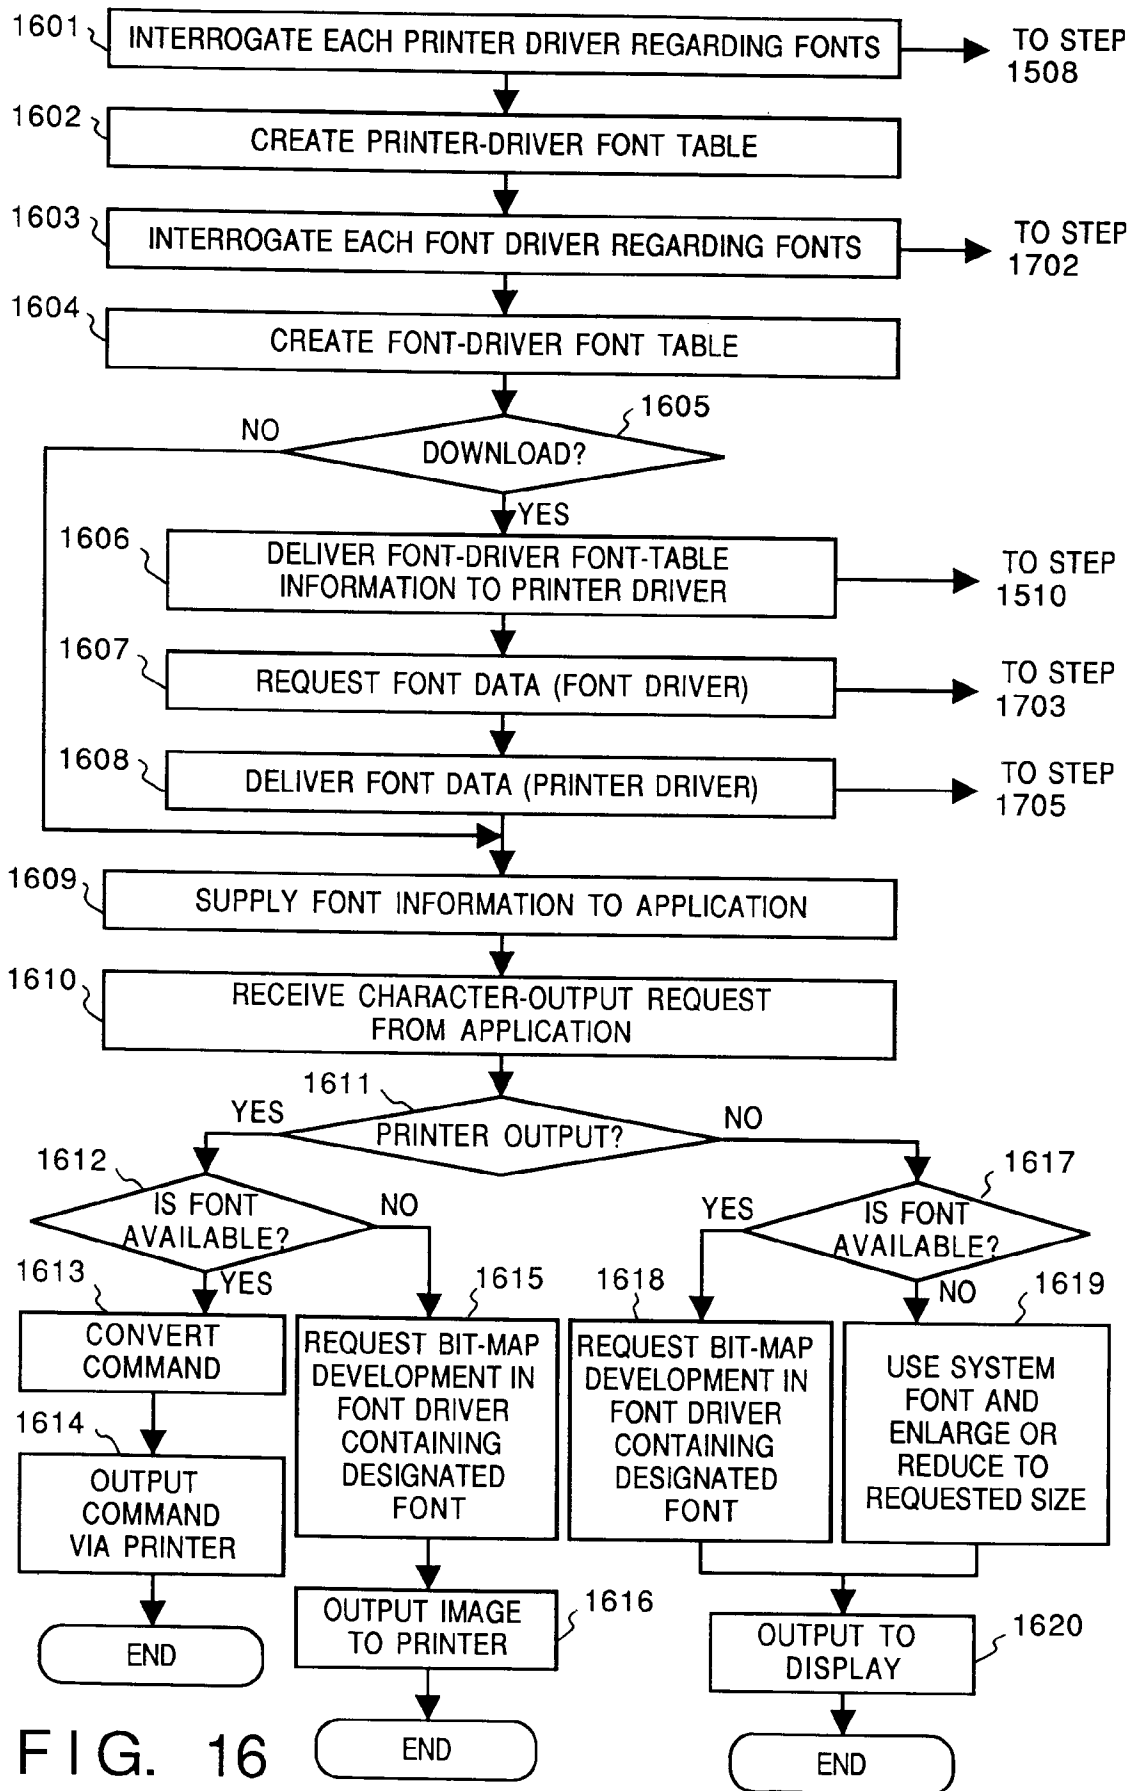 1601
INTERROGATE EACH PRINTER DRIVER REGARDING FONTS
TO STEP
1508
1602
CREATE PRINTER-DRIVER FONT TABLE
1603
INTERROGATE EACH FONT DRIVER REGARDING FONTS
TO STEP
1702
1604
CREATE FONT-DRIVER FONT TABLE
1605
NO
DOWNLOAD?
YES
1606
DELIVER FONT-DRIVER FONT-TABLE
INFORMATION TO PRINTER DRIVER
TO STEP
1510
1607
REQUEST FONT DATA (FONT DRIVER)
TO STEP
1703
1608
DELIVER FONT DATA (PRINTER DRIVER)
TO STEP
1705
1609
SUPPLY FONT INFORMATION TO APPLICATION
1610
RECEIVE CHARACTER-OUTPUT REQUEST
FROM APPLICATION
1611
YES
PRINTER OUTPUT?
NO
1612
IS FONT
AVAILABLE?
NO
YES
1617
YES
IS FONT
AVAILABLE?
NO
1613
CONVERT
COMMAND
1614
OUTPUT
COMMAND
VIA PRINTER
END
1615
REQUEST BIT-MAP
DEVELOPMENT IN
FONT DRIVER
CONTAINING
DESIGNATED
FONT
1616
OUTPUT IMAGE
TO PRINTER
END
1618
REQUEST BIT-MAP
DEVELOPMENT IN
FONT DRIVER
CONTAINING
DESIGNATED
FONT
1619
USE SYSTEM
FONT AND
ENLARGE OR
REDUCE TO
REQUESTED SIZE
1620
OUTPUT TO
DISPLAY
END
FIG. 16